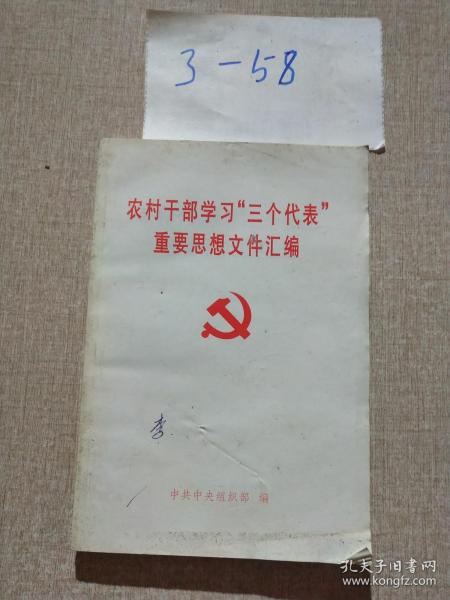 3-58
农村干部学习“三个代表”
重要思想文件汇编
李
中共中央组织部 编
孔夫子旧书网
www.kongfz.com